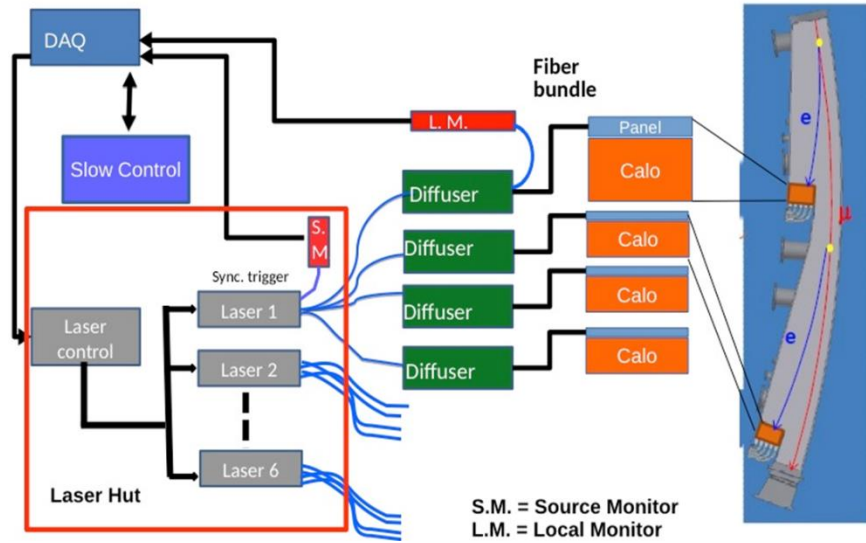 DAQ
Slow Control
Fiber
bundle
L. M.
Panel
Calo
Diffuser
S.
M
Sync. trigger
Laser
control
Laser 1
Laser 2
Laser 6
Laser Hut
Diffuser
Calo
Diffuser
Calo
Diffuser
Calo
e
μ
e
S.M. = Source Monitor
L.M. = Local Monitor